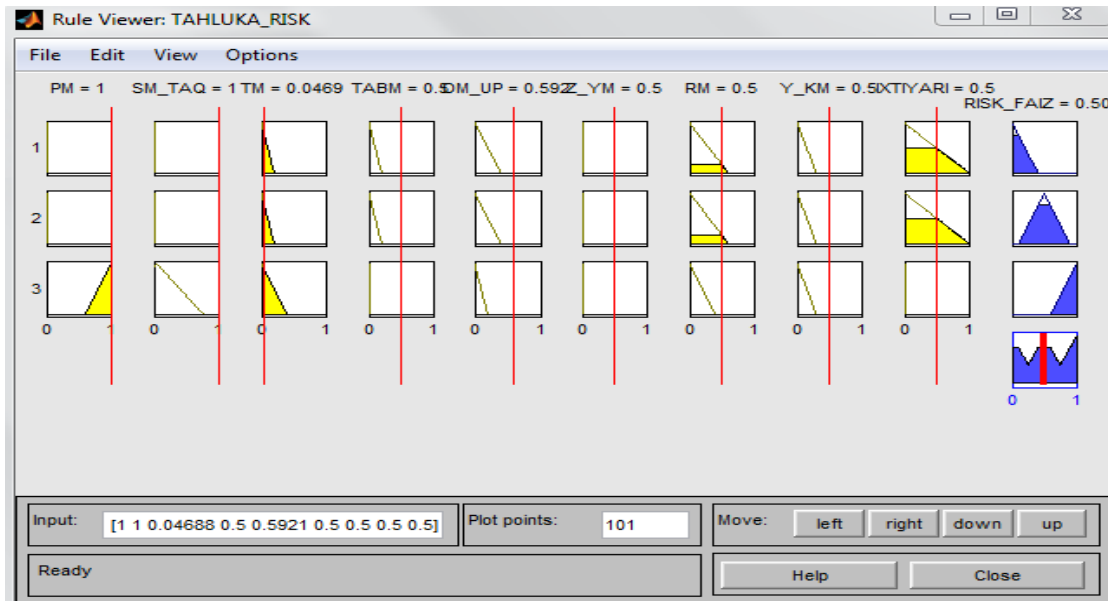 Rule Viewer: TAHLUKA_RISK
File Edit View Options
PM = 1 SM_TAQ = 1 TM = 0.0469 TABM = 0.5 DM_UP = 0.592 Z_YM = 0.5 RM = 0.5 Y_KM = 0.5 IXTIYARI = 0.5
RISK_FAIZ = 0.50
1
2
3
0 1 0 1 0 1 0 1 0 1 0 1 0 1 0 1 0 1
0 1
Input: [1 1 0.04688 0.5 0.5921 0.5 0.5 0.5 0.5] Plot points: 101 Move: left right down up
Ready Help Close